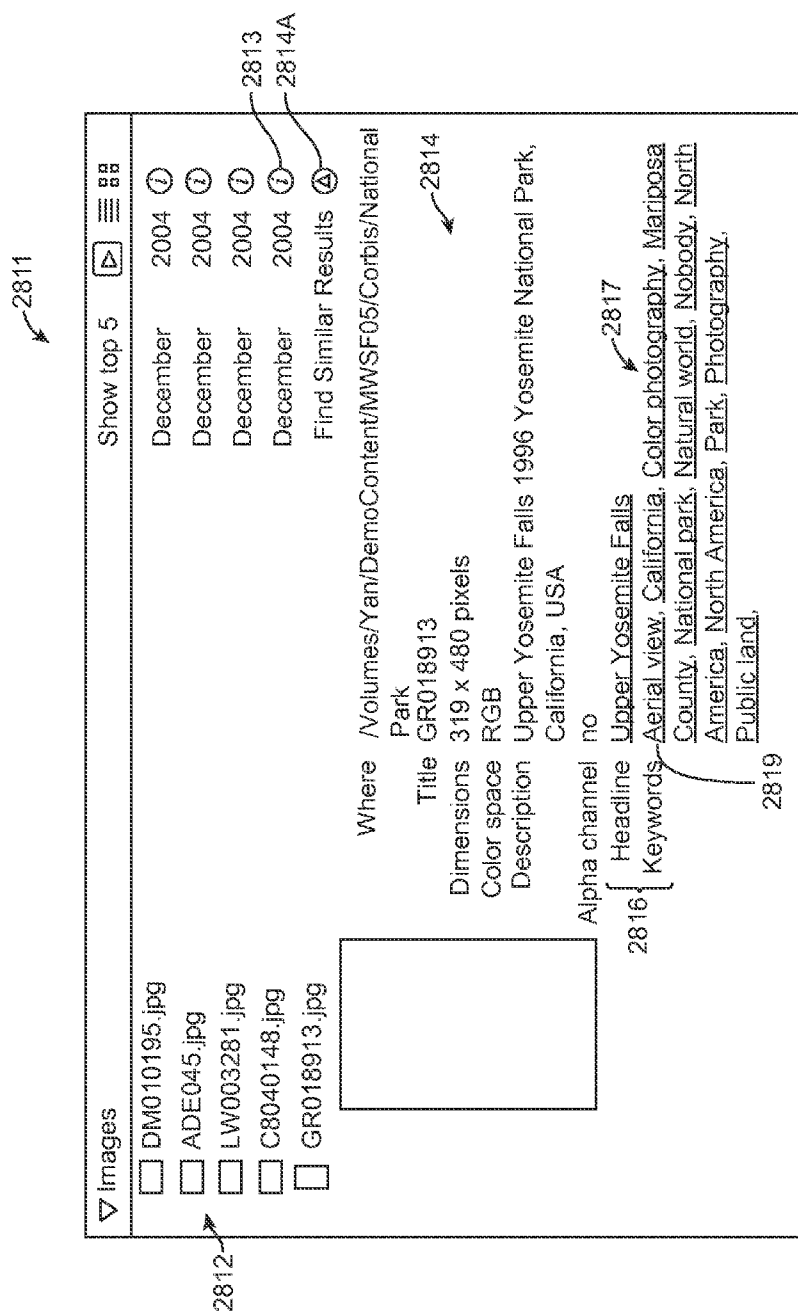 2811
▽ Images Show top 5
DM010195.jpg December 2004 i
ADE045.jpg December 2004 i
LW003281.jpg December 2004 i
C8040148.jpg December 2004 i
GR018913.jpg Find Similar Results
2812
2813
2814A
Where /Volumes/Yan/DemoContent/MWSF05/Corbis/National
Park
Title GR018913
Dimensions 319 x 480 pixels
Color space RGB
Description Upper Yosemite Falls 1996 Yosemite National Park,
California, USA
Alpha channel no
Headline Upper Yosemite Falls
Keywords Aerial view, California, Color photography, Mariposa
County, National park, Natural world, Nobody, North
America, North America, Park, Photography,
Public land,
2814
2816
2817
2819